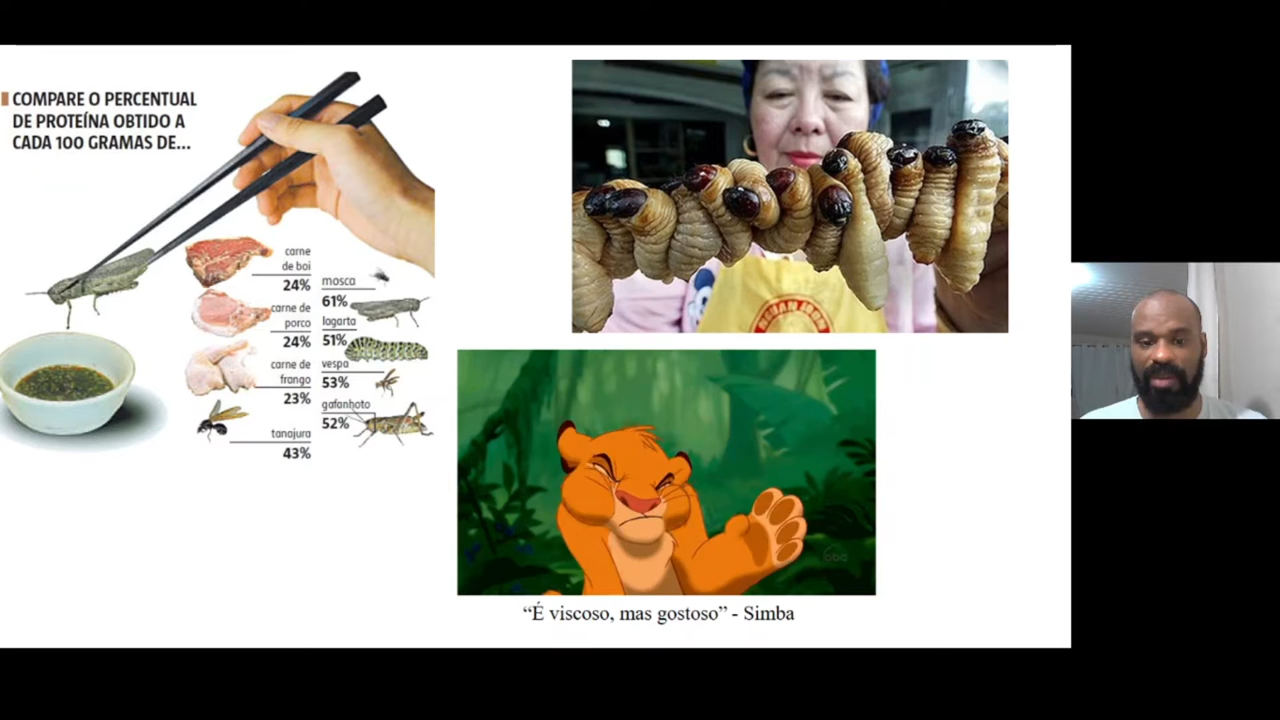 COMPARE O PERCENTUAL
DE PROTEÍNA OBTIDO A
CADA 100 GRAMAS DE...
carne
de boi
24%
carne de
porco
24%
carne de
frango
23%
tanajura
43%
mosca
61%
lagarta
51%
vespa
53%
gafanhoto
52%
abc
“É viscoso, mas gostoso” - Simba